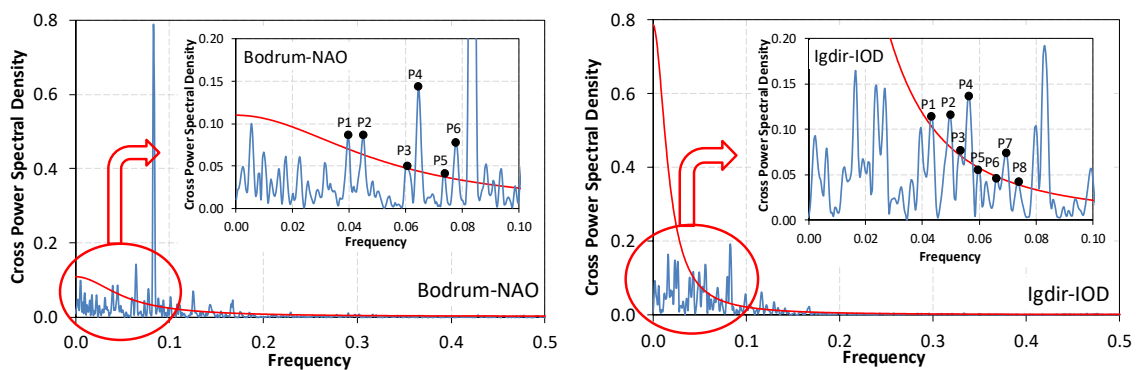 Cross Power Spectral Density
0.8
0.6
0.4
0.2
0.0
0.0
0.1
0.2
0.3
0.4
0.5
Frequency
Bodrum-NAO
Cross Power Spectral Density
0.20
0.15
0.10
0.05
0.00
0.00
0.02
0.04
0.06
0.08
0.10
Frequency
Bodrum-NAO
P1
P2
P3
P4
P5
P6
Cross Power Spectral Density
0.8
0.6
0.4
0.2
0.0
0.0
0.1
0.2
0.3
0.4
0.5
Frequency
Igdir-IOD
Cross Power Spectral Density
0.20
0.15
0.10
0.05
0.00
0.00
0.02
0.04
0.06
0.08
0.10
Frequency
Igdir-IOD
P1
P2
P3
P4
P5
P6
P7
P8